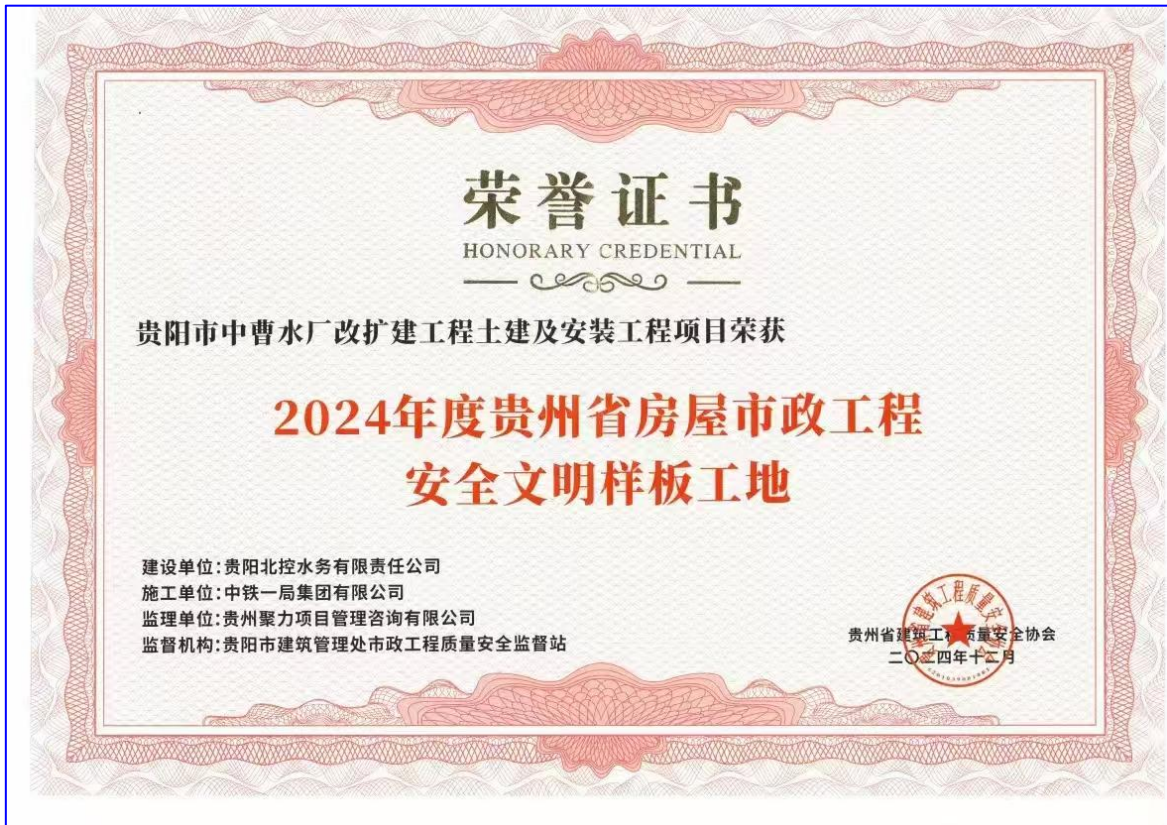 荣誉证书
HONORARY CREDENTIAL
贵阳市中曹水厂改扩建工程土建及安装工程项目荣获
2024年度贵州省房屋市政工程
安全文明样板工地
建设单位:贵阳北控水务有限责任公司
施工单位:中铁一局集团有限公司
监理单位:贵州聚力项目管理咨询有限公司
监督机构:贵阳市建筑管理处市政工程质量安全监督站
贵州省建筑工程质量安全协会
二〇二四年十二月